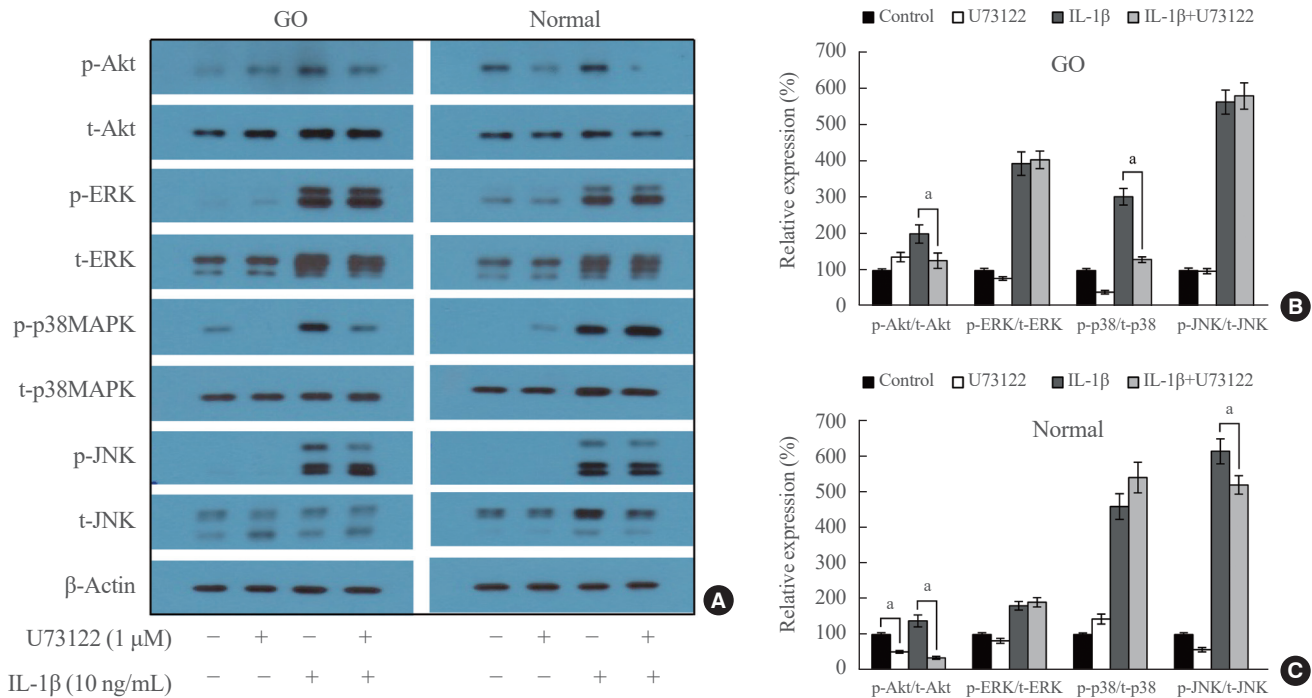 GO Normal
p-Akt
t-Akt
p-ERK
t-ERK
p-p38MAPK
t-p38MAPK
p-JNK
t-JNK
β-Actin
A
U73122 (1 μM) − + − + − + − +
IL-1β (10 ng/mL) − − + + − − + +
Control U73122 IL-1β IL-1β+U73122
GO
Relative expression (%)
700
600
500
400
300
200
100
0
a
a
p-Akt/t-Akt p-ERK/t-ERK p-p38/t-p38 p-JNK/t-JNK
B
Control U73122 IL-1β IL-1β+U73122
Normal
Relative expression (%)
700
600
500
400
300
200
100
0
a
a
a
p-Akt/t-Akt p-ERK/t-ERK p-p38/t-p38 p-JNK/t-JNK
C